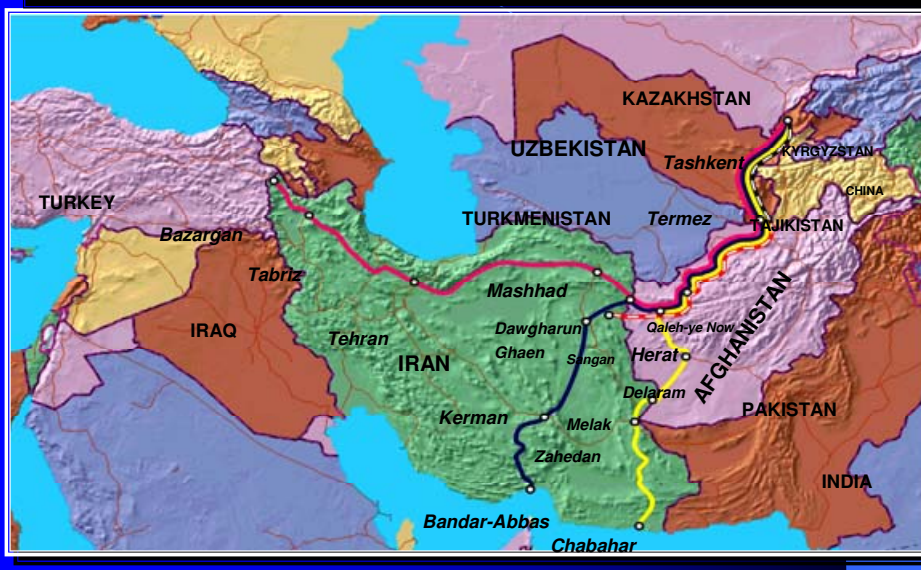 KAZAKHSTAN
UZBEKISTAN
Tashkent
KYRGYZSTAN
CHINA
TURKEY
TURKMENISTAN
Termez
TAJIKISTAN
Bazargan
Tabriz
Mashhad
AFGHANISTAN
IRAQ
Tehran
Dawgharun
Qaleh-ye Now
Ghaen
Sangan
Herat
IRAN
Delaram
PAKISTAN
Kerman
Melak
Zahedan
INDIA
Bandar-Abbas
Chabahar